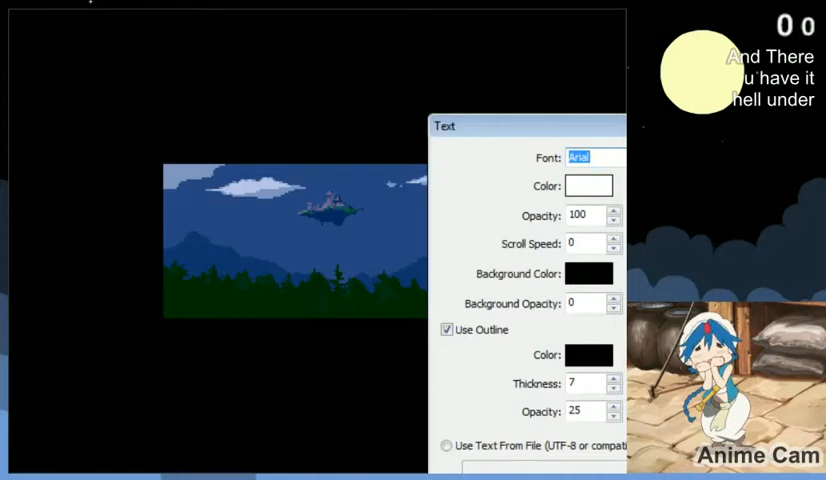 0 0
And There
u have it
hell under
Text
Font: Arial
Color:
Opacity: 100
Scroll Speed: 0
Background Color:
Background Opacity: 0
Use Outline
Color:
Thickness: 7
Opacity: 25
Use Text From File (UTF-8 or compati
Anime Cam